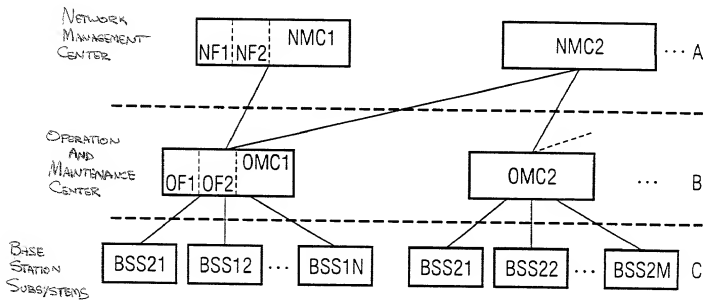 NETWORK
MANAGEMENT
CENTER
NF1 NF2 NMC1
NMC2
... A
OPERATION
AND
MAINTENANCE
CENTER
OF1 OF2 OMC1
OMC2
... B
BASE
STATION
SUBSYSTEMS
BSS21
BSS12
...
BSS1N
BSS21
BSS22
...
BSS2M
C